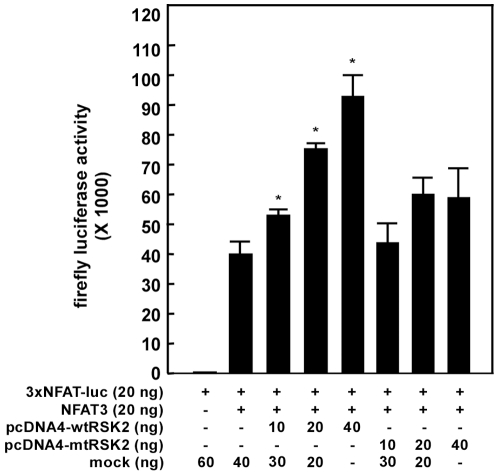 120
110
100
90
80
70
60
50
40
30
20
10
0
firefly luciferase activity
(X 1000)
* * * *
3xNFAT-luc (20 ng) + + + + + + + +
NFAT3 (20 ng) - + + + + + + +
pcDNA4-wtRSK2 (ng) - - 10 20 40 - - -
pcDNA4-mtRSK2 (ng) - - - - - 10 20 40
mock (ng) 60 40 30 20 - 30 20 -